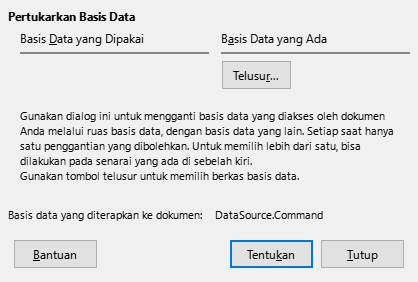 Pertukarkan Basis Data
Basis Data yang Dipakai
Basis Data yang Ada
Telusur...
Gunakan dialog ini untuk mengganti basis data yang diakses oleh dokumen
Anda melalui ruas basis data, dengan basis data yang lain. Setiap saat hanya
satu penggantian yang dibolehkan. Untuk memilih lebih dari satu, bisa
dilakukan pada senarai yang ada di sebelah kiri.
Gunakan tombol telusur untuk memilih berkas basis data.
Basis data yang diterapkan ke dokumen: DataSource.Command
Bantuan
Tentukan
Tutup